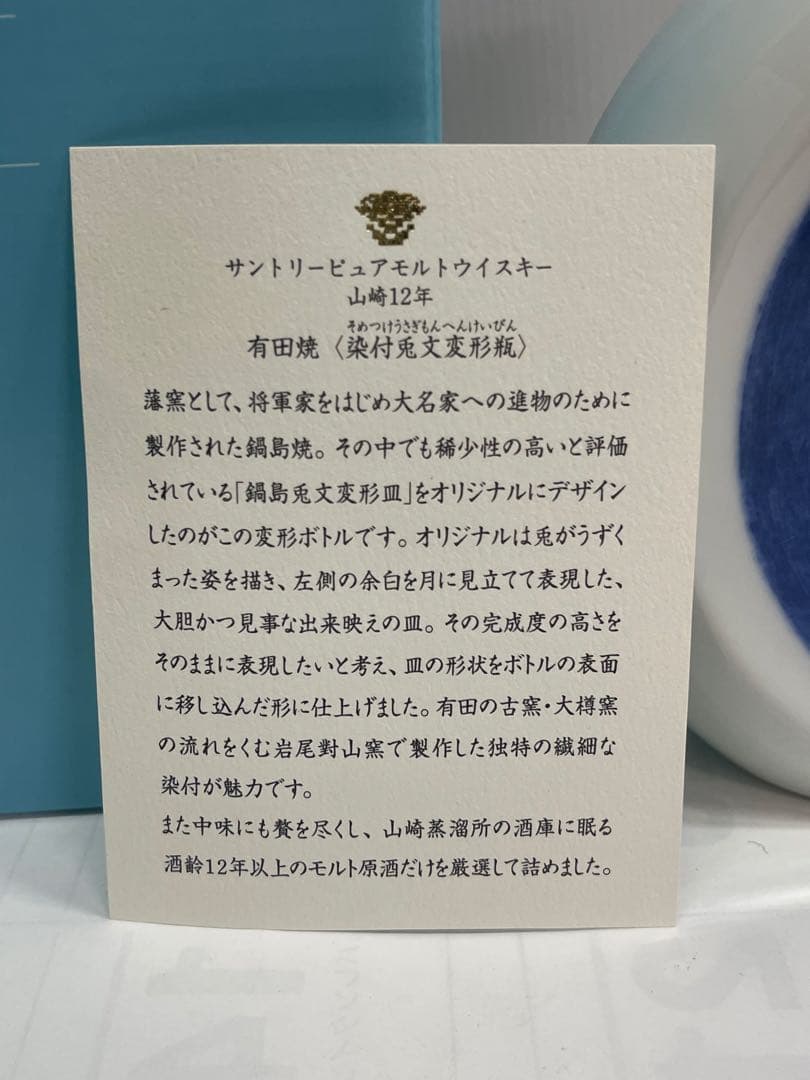 サントリーピュアモルトウイスキー
山崎12年
そめつけうさぎもんへんけいびん
有田焼〈染付兎文変形瓶〉
藩窯として、将軍家をはじめ大名家への進物のために
製作された鍋島焼。その中でも稀少性の高いと評価
されている「鍋島兎文変形皿」をオリジナルにデザイン
したのがこの変形ボトルです。オリジナルは兎がうずく
まった姿を描き、左側の余白を月に見立てて表現した、
大胆かつ見事な出来映えの皿。その完成度の高さを
そのままに表現したいと考え、皿の形状をボトルの表面
に移し込んだ形に仕上げました。有田の古窯・大樽窯
の流れをくむ岩尾對山窯で製作した独特の繊細な
染付が魅力です。
また中味にも贅を尽くし、山崎蒸溜所の酒庫に眠る
酒齢12年以上のモルト原酒だけを厳選して詰めました。